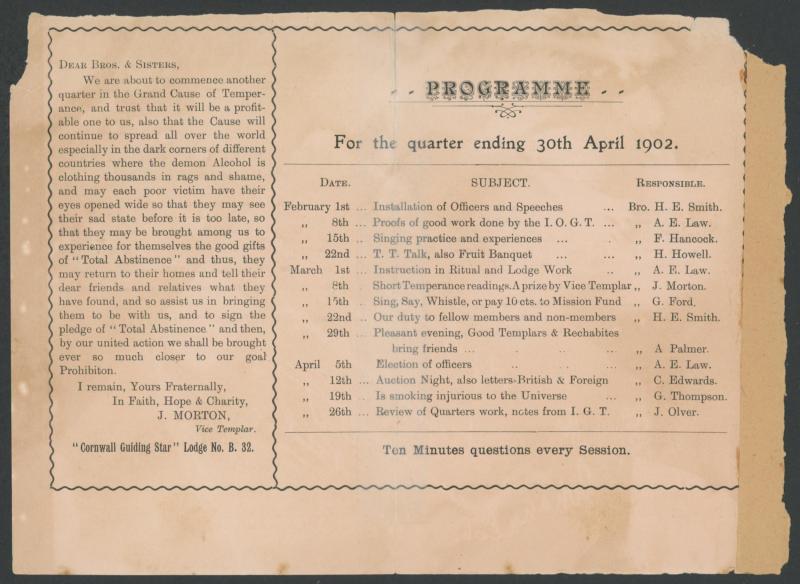 DEAR BROS. & SISTERS,
We are about to commence another
quarter in the Grand Cause of Temper-
ance, and trust that it will be a profit-
able one to us, also that the Cause will
continue to spread all over the world
especially in the dark corners of different
countries where the demon Alcohol is
clothing thousands in rags and shame,
and may each poor victim have their
eyes opened wide so that they may see
their sad state before it is too late, so
that they may be brought among us to
experience for themselves the good gifts
of "Total Abstinence" and thus, they
may return to their homes and tell their
dear friends and relatives what they
have found, and so assist us in bringing
them to be with us, and to sign the
pledge of "Total Abstinence" and then,
by our united action we shall be brought
ever so much closer to our goal
Prohibiton.
I remain, Yours Fraternally,
In Faith, Hope & Charity,
J. MORTON,
Vice Templar.
"Cornwall Guiding Star" Lodge No. B. 32.
. . PROGRAMME . .
For the quarter ending 30th April 1902.
DATE. SUBJECT. RESPONSIBLE.
February 1st ... Installation of Officers and Speeches ... Bro. H. E. Smith.
„ 8th ... Proofs of good work done by the I. O. G. T. ... „ A. E. Law.
„ 15th .. Singing practice and experiences ... . „ F. Hancock.
„ 22nd ... T. T. Talk, also Fruit Banquet ... ... „ H. Howell.
March 1st ... Instruction in Ritual and Lodge Work .. „ A. E. Law.
„ 8th . Short Temperance readings. A prize by Vice Templar „ J. Morton.
„ 15th . Sing, Say, Whistle, or pay 10 cts. to Mission Fund „ G. Ford.
„ 22nd .. Our duty to fellow members and non-members „ H. E. Smith.
„ 29th ... Pleasant evening, Good Templars & Rechabites
bring friends ... .. .. ... „ A Palmer.
April 5th Election of officers .. .. .. „ A. E. Law.
„ 12th ... Auction Night, also letters-British & Foreign „ C. Edwards.
„ 19th . Is smoking injurious to the Universe ... „ G. Thompson.
„ 26th ... Review of Quarters work, notes from I. G. T. „ J. Olver.
Ten Minutes questions every Session.